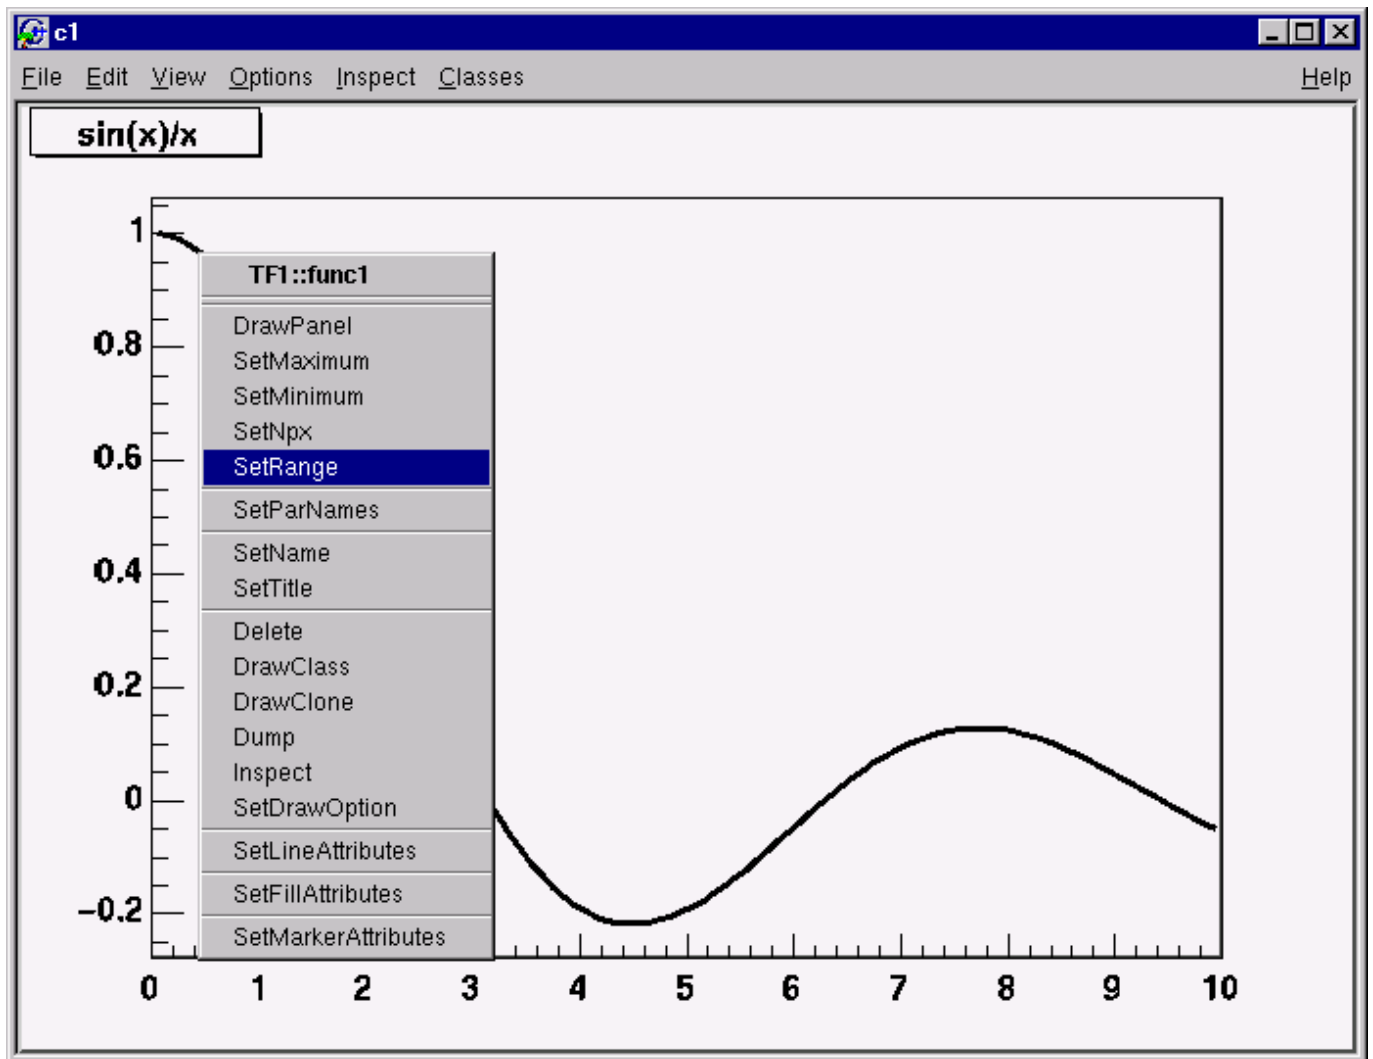 c1
File Edit View Options Inspect Classes Help
sin(x)/x
1
0.8
0.6
0.4
0.2
0
−0.2
TF1::func1
DrawPanel
SetMaximum
SetMinimum
SetNpx
SetRange
SetParNames
SetName
SetTitle
Delete
DrawClass
DrawClone
Dump
Inspect
SetDrawOption
SetLineAttributes
SetFillAttributes
SetMarkerAttributes
0 1 2 3 4 5 6 7 8 9 10